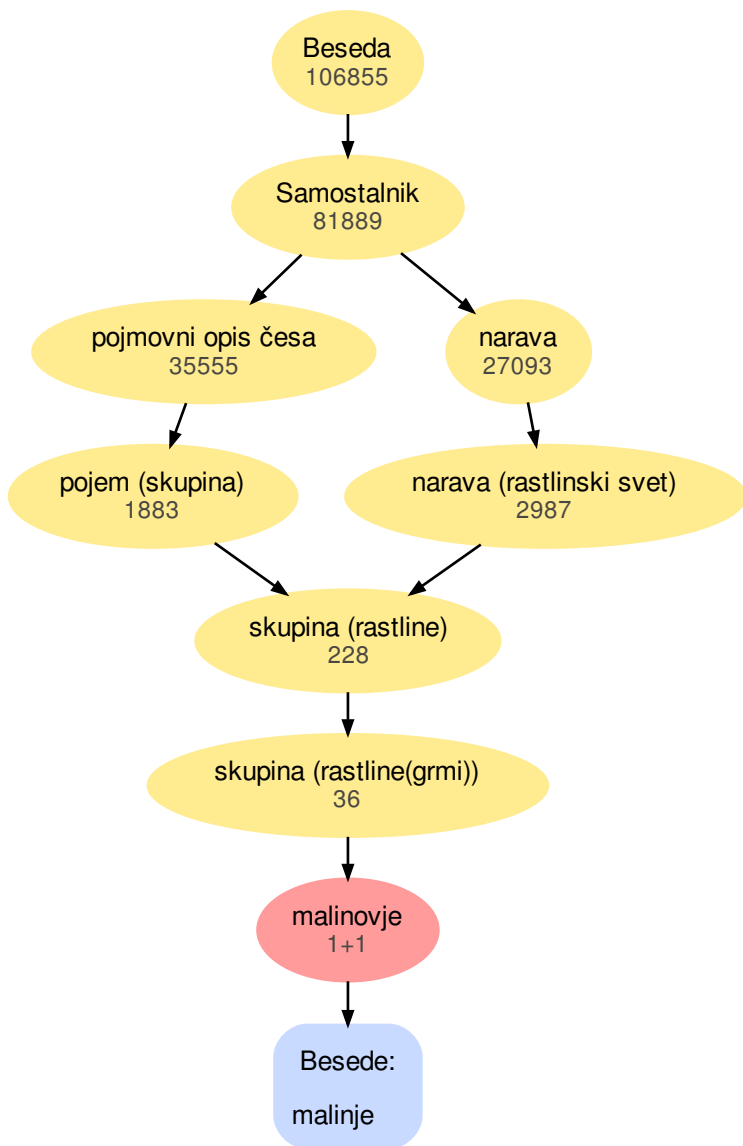 Beseda
106855
Samostalnik
81889
pojmovni opis česa
35555
narava
27093
pojem (skupina)
1883
narava (rastlinski svet)
2987
skupina (rastline)
228
skupina (rastline(grmi))
36
malinovje
1+1
Besede:
malinje